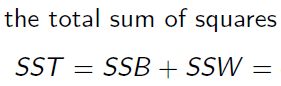 the total sum of squares
SST = SSB + SSW =